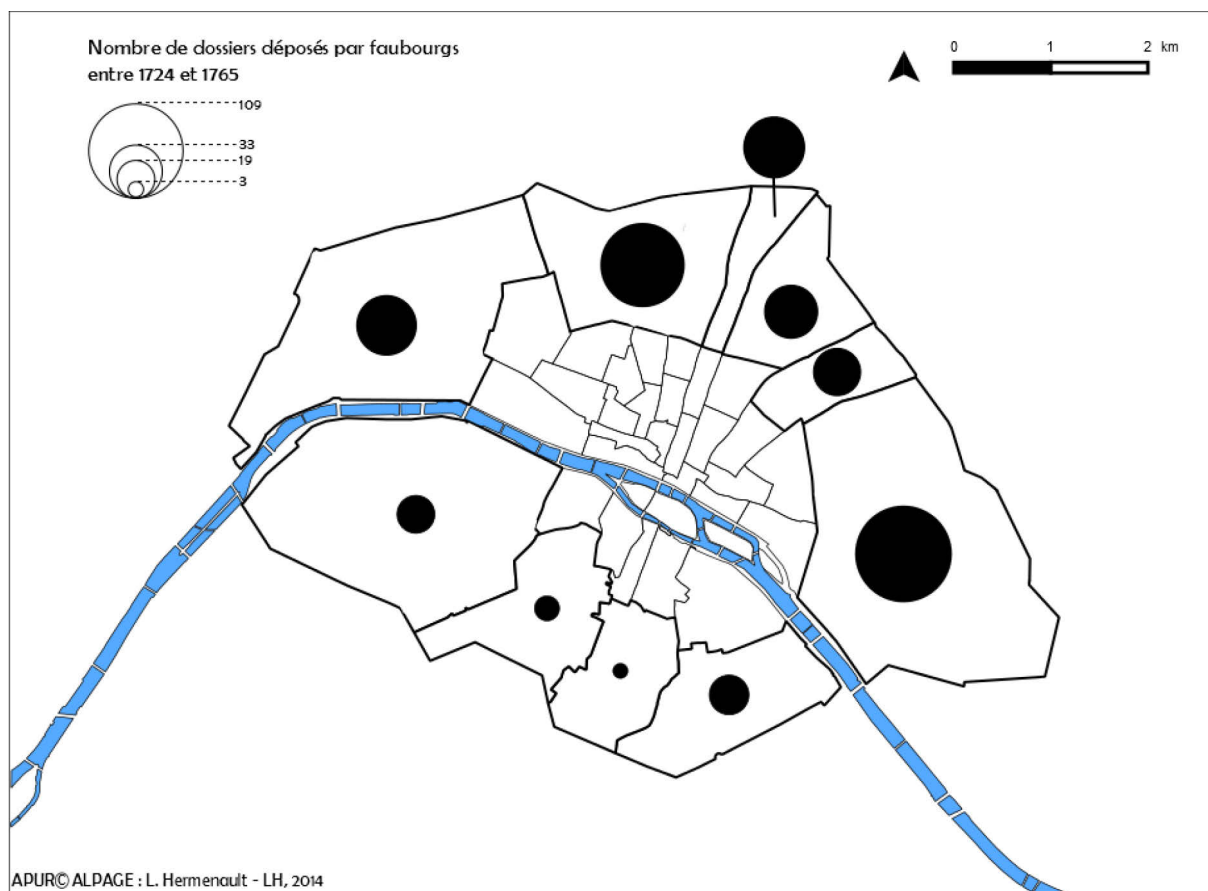 Nombre de dossiers déposés par faubourgs
entre 1724 et 1765
109
33
19
3
0 1 2 km
APUR© ALPAGE : L. Hermenault - LH, 2014